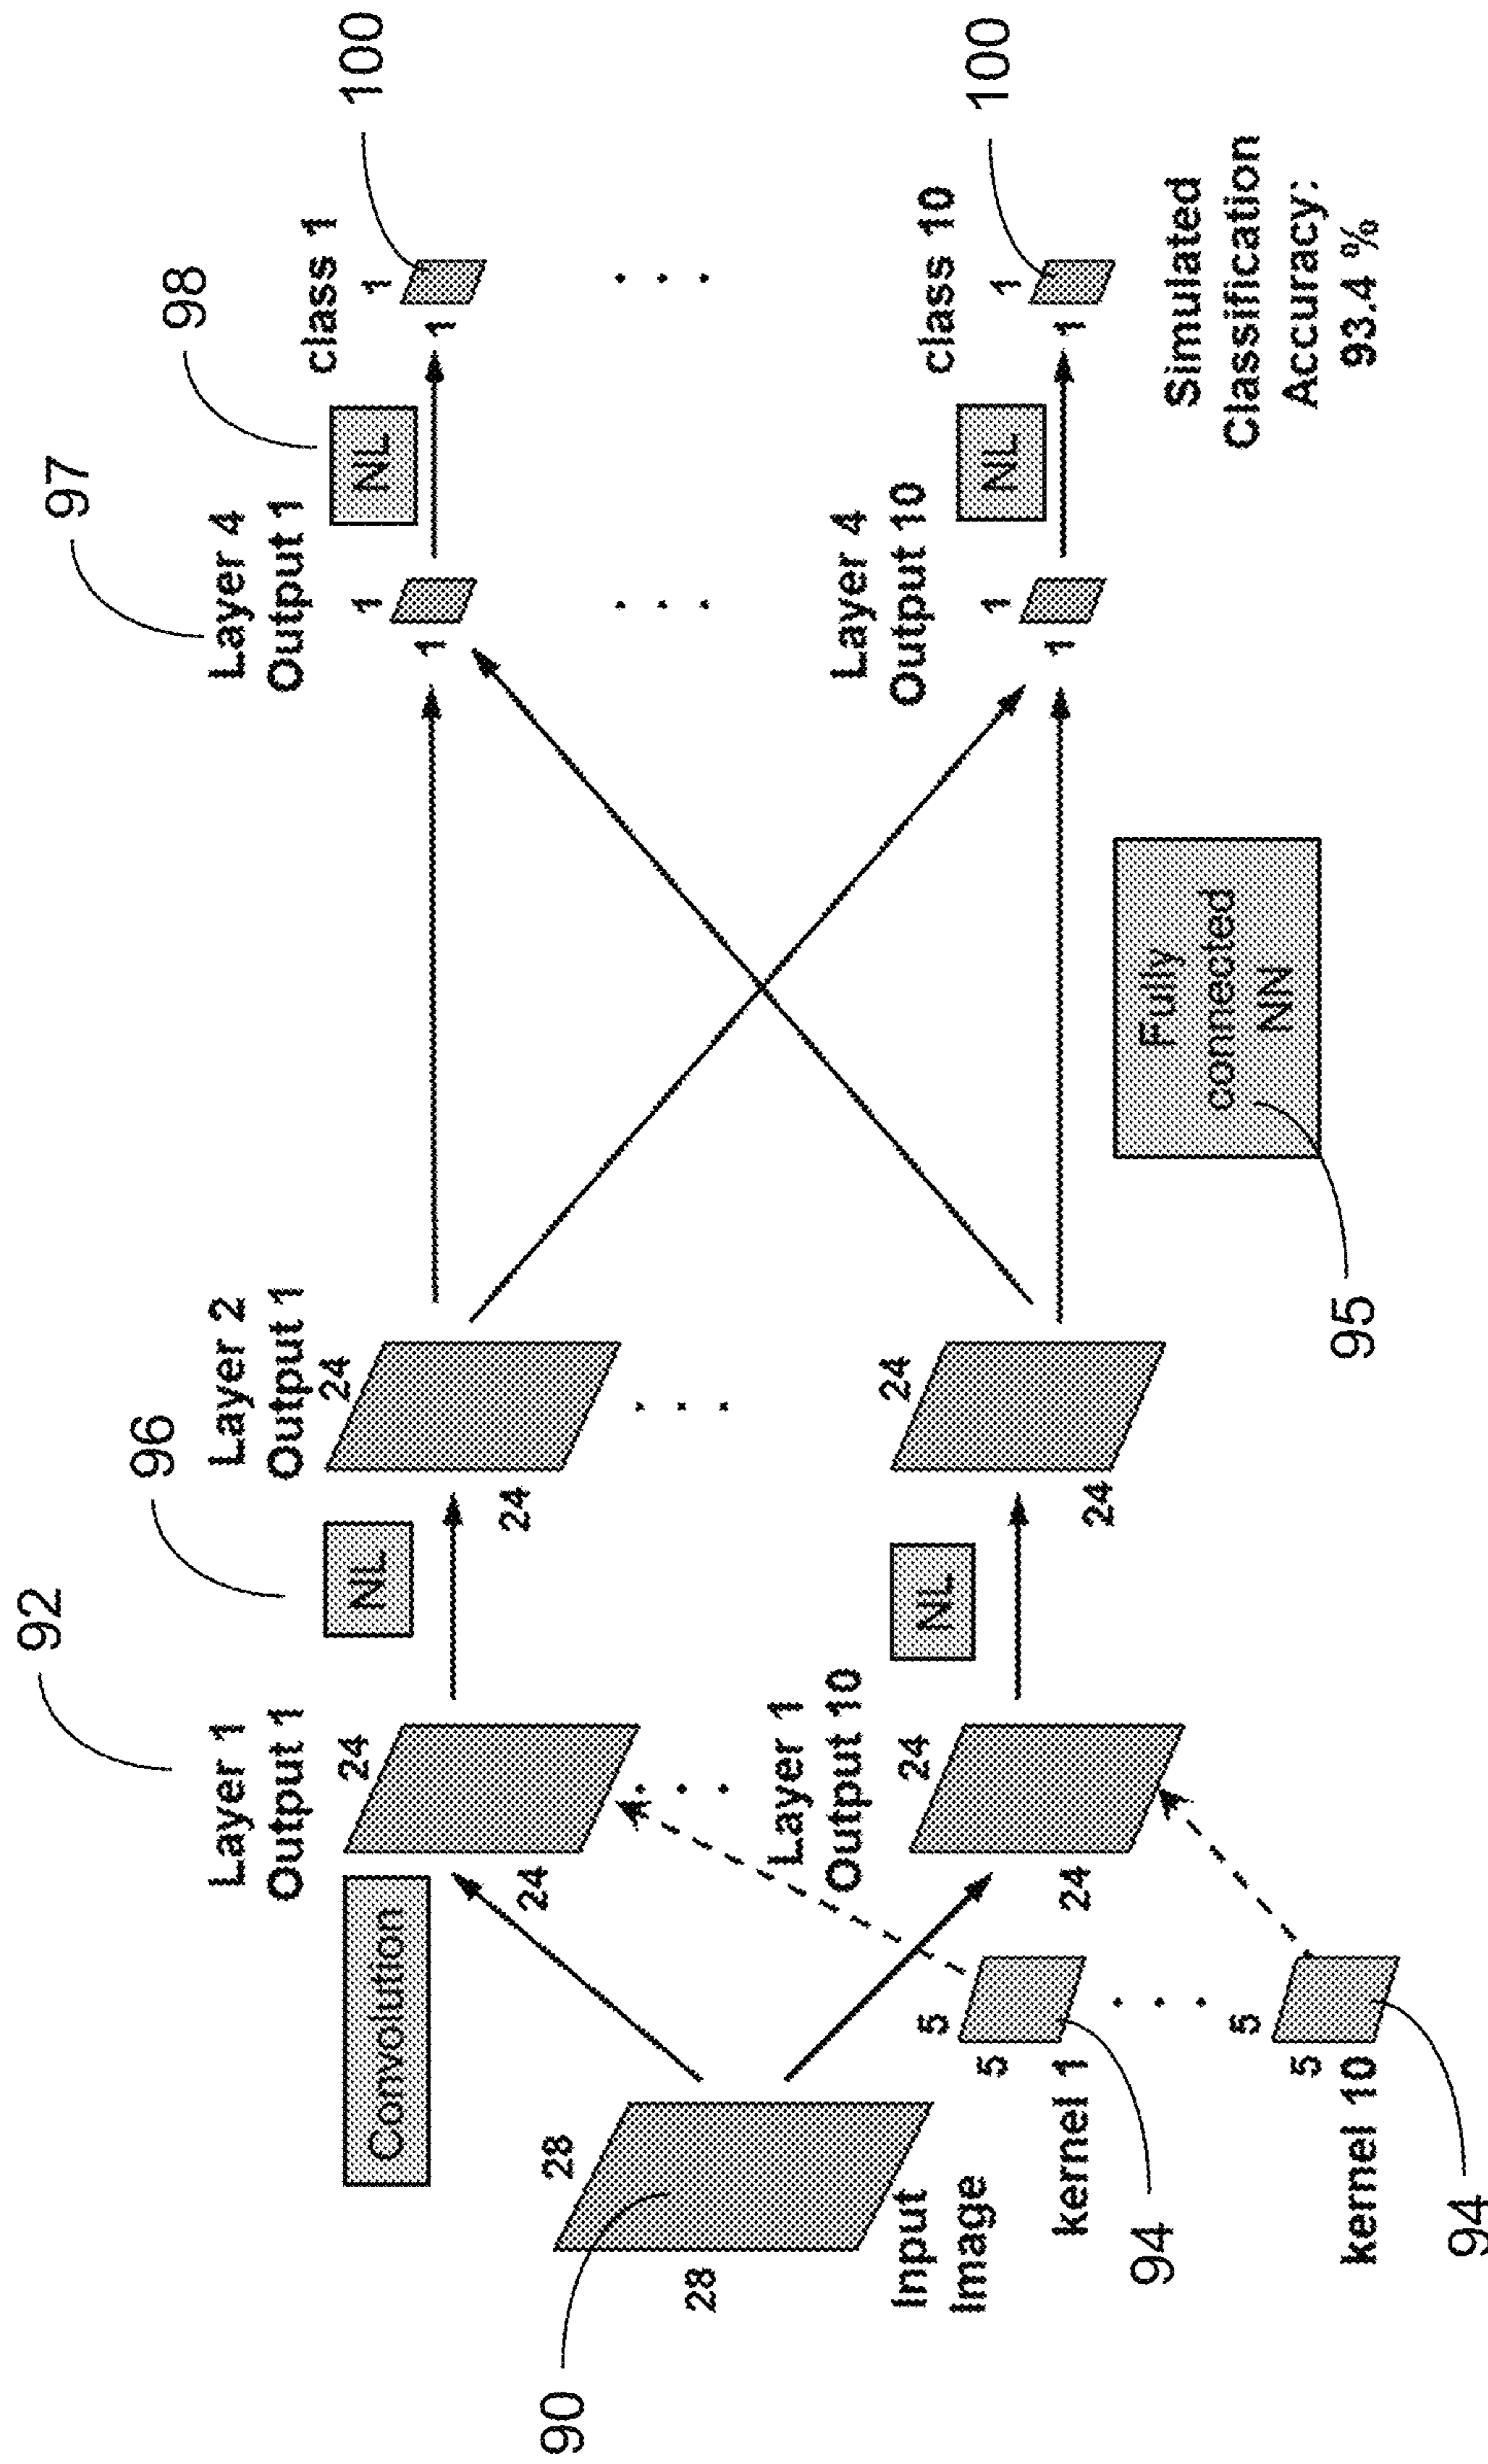 92
96
97
98
100
Layer 1
Output 1
Layer 2
Output 1
Layer 4
Output 1
class 1
Convolution
24
24
NL
24
24
1
1
NL
1
1
90
28
28
Input
Image
Layer 1
Output 10
24
24
NL
24
24
Layer 4
Output 10
1
1
NL
class 10
1
1
100
5
5
kernel 1
94
5
5
kernel 10
94
Fully
connected
NN
95
Simulated
Classification
Accuracy:
93.4 %